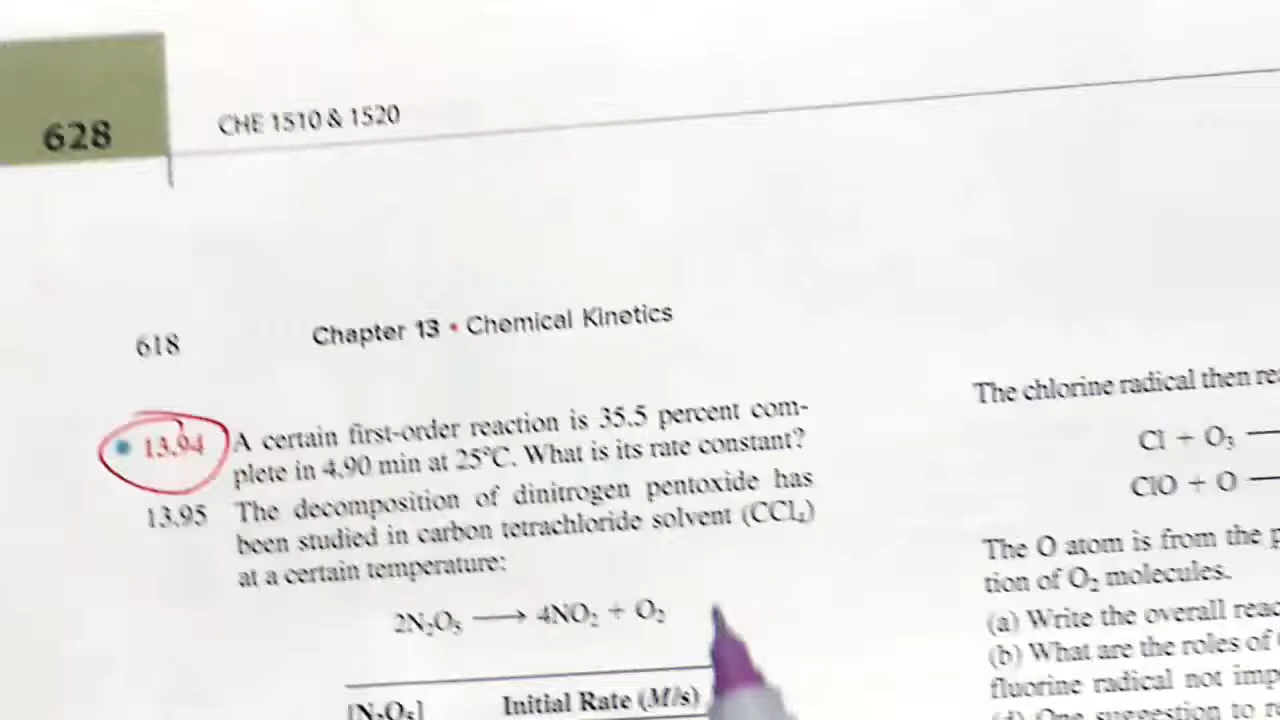 628
CHE 1510 & 1520
618
Chapter 13 • Chemical Kinetics
• 13.94 A certain first-order reaction is 35.5 percent com-
plete in 4.90 min at 25°C. What is its rate constant?
13.95 The decomposition of dinitrogen pentoxide has
been studied in carbon tetrachloride solvent (CCl₄)
at a certain temperature:
2N₂O₅ ⟶ 4NO₂ + O₂
[N₂O₅] Initial Rate (M/s)
The chlorine radical then
Cl + O₃ —
ClO + O —
The O atom is from the
tion of O₂ molecules.
(a) Write the overall
(b) What are the roles of
fluorine radical not
(d) One suggestion to